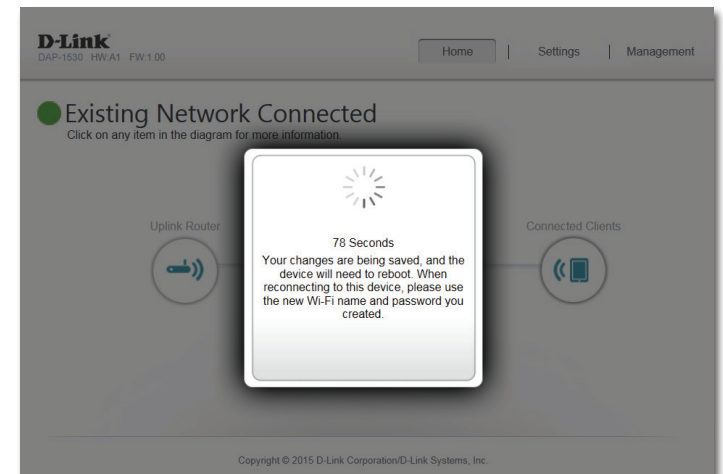 D-Link
DAP-1530 HW:A1 FW:1.00
Home | Settings | Management
Existing Network Connected
Click on any item in the diagram for more information.
Uplink Router
Connected Clients
78 Seconds
Your changes are being saved, and the
device will need to reboot. When
reconnecting to this device, please use
the new Wi-Fi name and password you
created.
Copyright © 2015 D-Link Corporation/D-Link Systems, Inc.